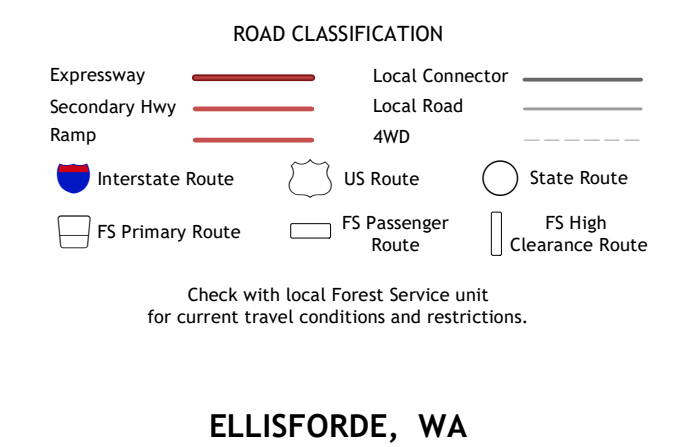 ROAD CLASSIFICATION
Expressway
Local Connector
Secondary Hwy
Local Road
Ramp
4WD
Interstate Route
US Route
State Route
FS Primary Route
FS Passenger
Route
FS High
Clearance Route
Check with local Forest Service unit
for current travel conditions and restrictions.
ELLISFORDE, WA